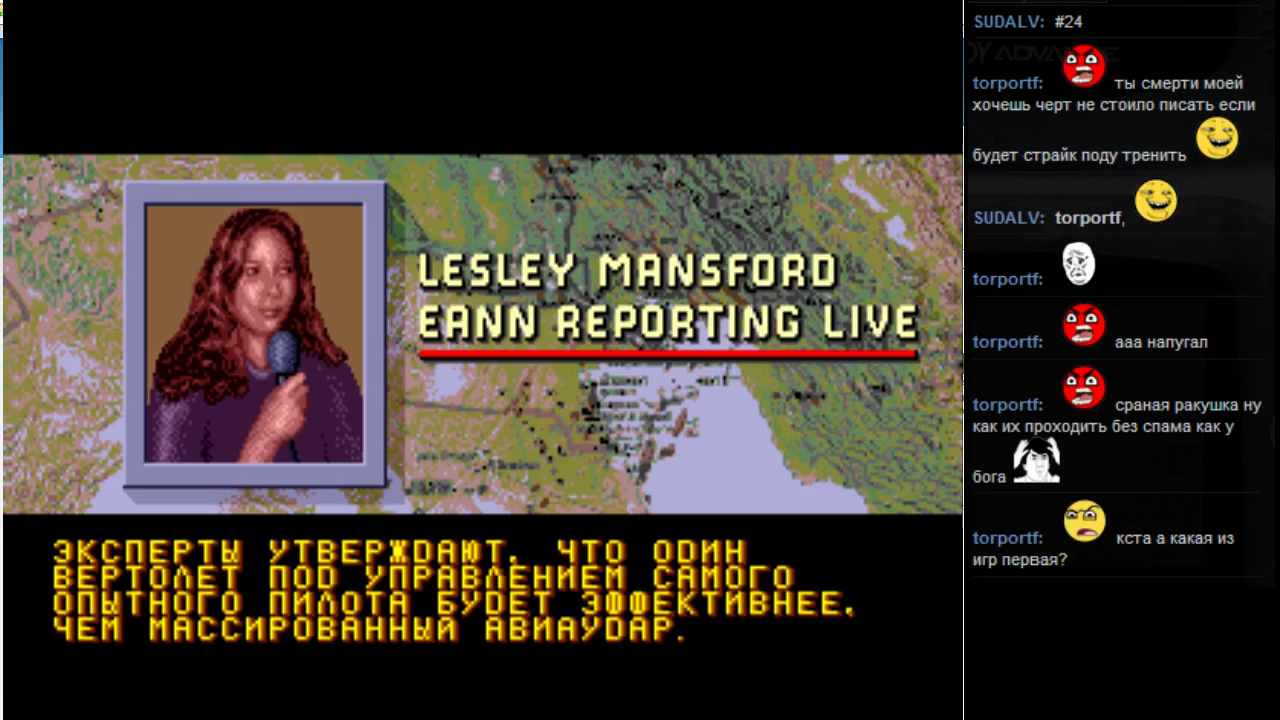 LESLEY MANSFORD
EANN REPORTING LIVE
ЭКСПЕРТЫ УТВЕРЖДАЮТ, ЧТО ОДИН
ВЕРТОЛЕТ ПОД УПРАВЛЕНИЕМ САМОГО
ОПЫТНОГО ПИЛОТА БУДЕТ ЭФФЕКТИВНЕЕ,
ЧЕМ МАССИРОВАННЫЙ АВИАУДАР.
SUDALV: #24
torportf: ты смерти моей
хочешь черт не стоило писать если
будет страйк поду тренить
SUDALV: torportf,
torportf:
torportf: ааа напугал
torportf: сраная ракушка ну
как их проходить без спама как у
бога
torportf: кста а какая из
игр первая?